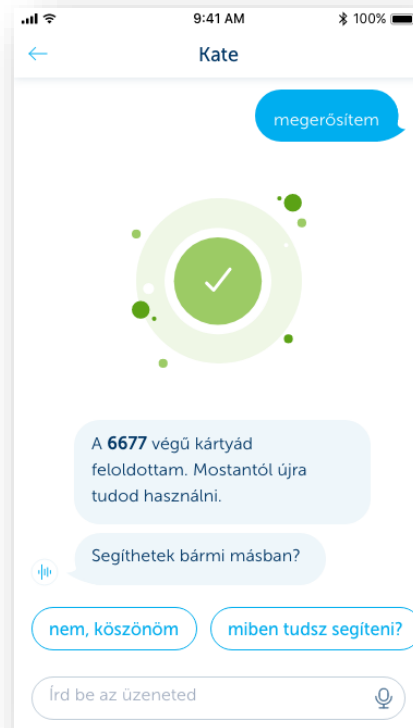 9:41 AM
100%
Kate
megerősítem
A 6677 végű kártyád
feloldottam. Mostantól újra
tudod használni.
Segíthetek bármi másban?
nem, köszönöm
miben tudsz segíteni?
Írd be az üzeneted